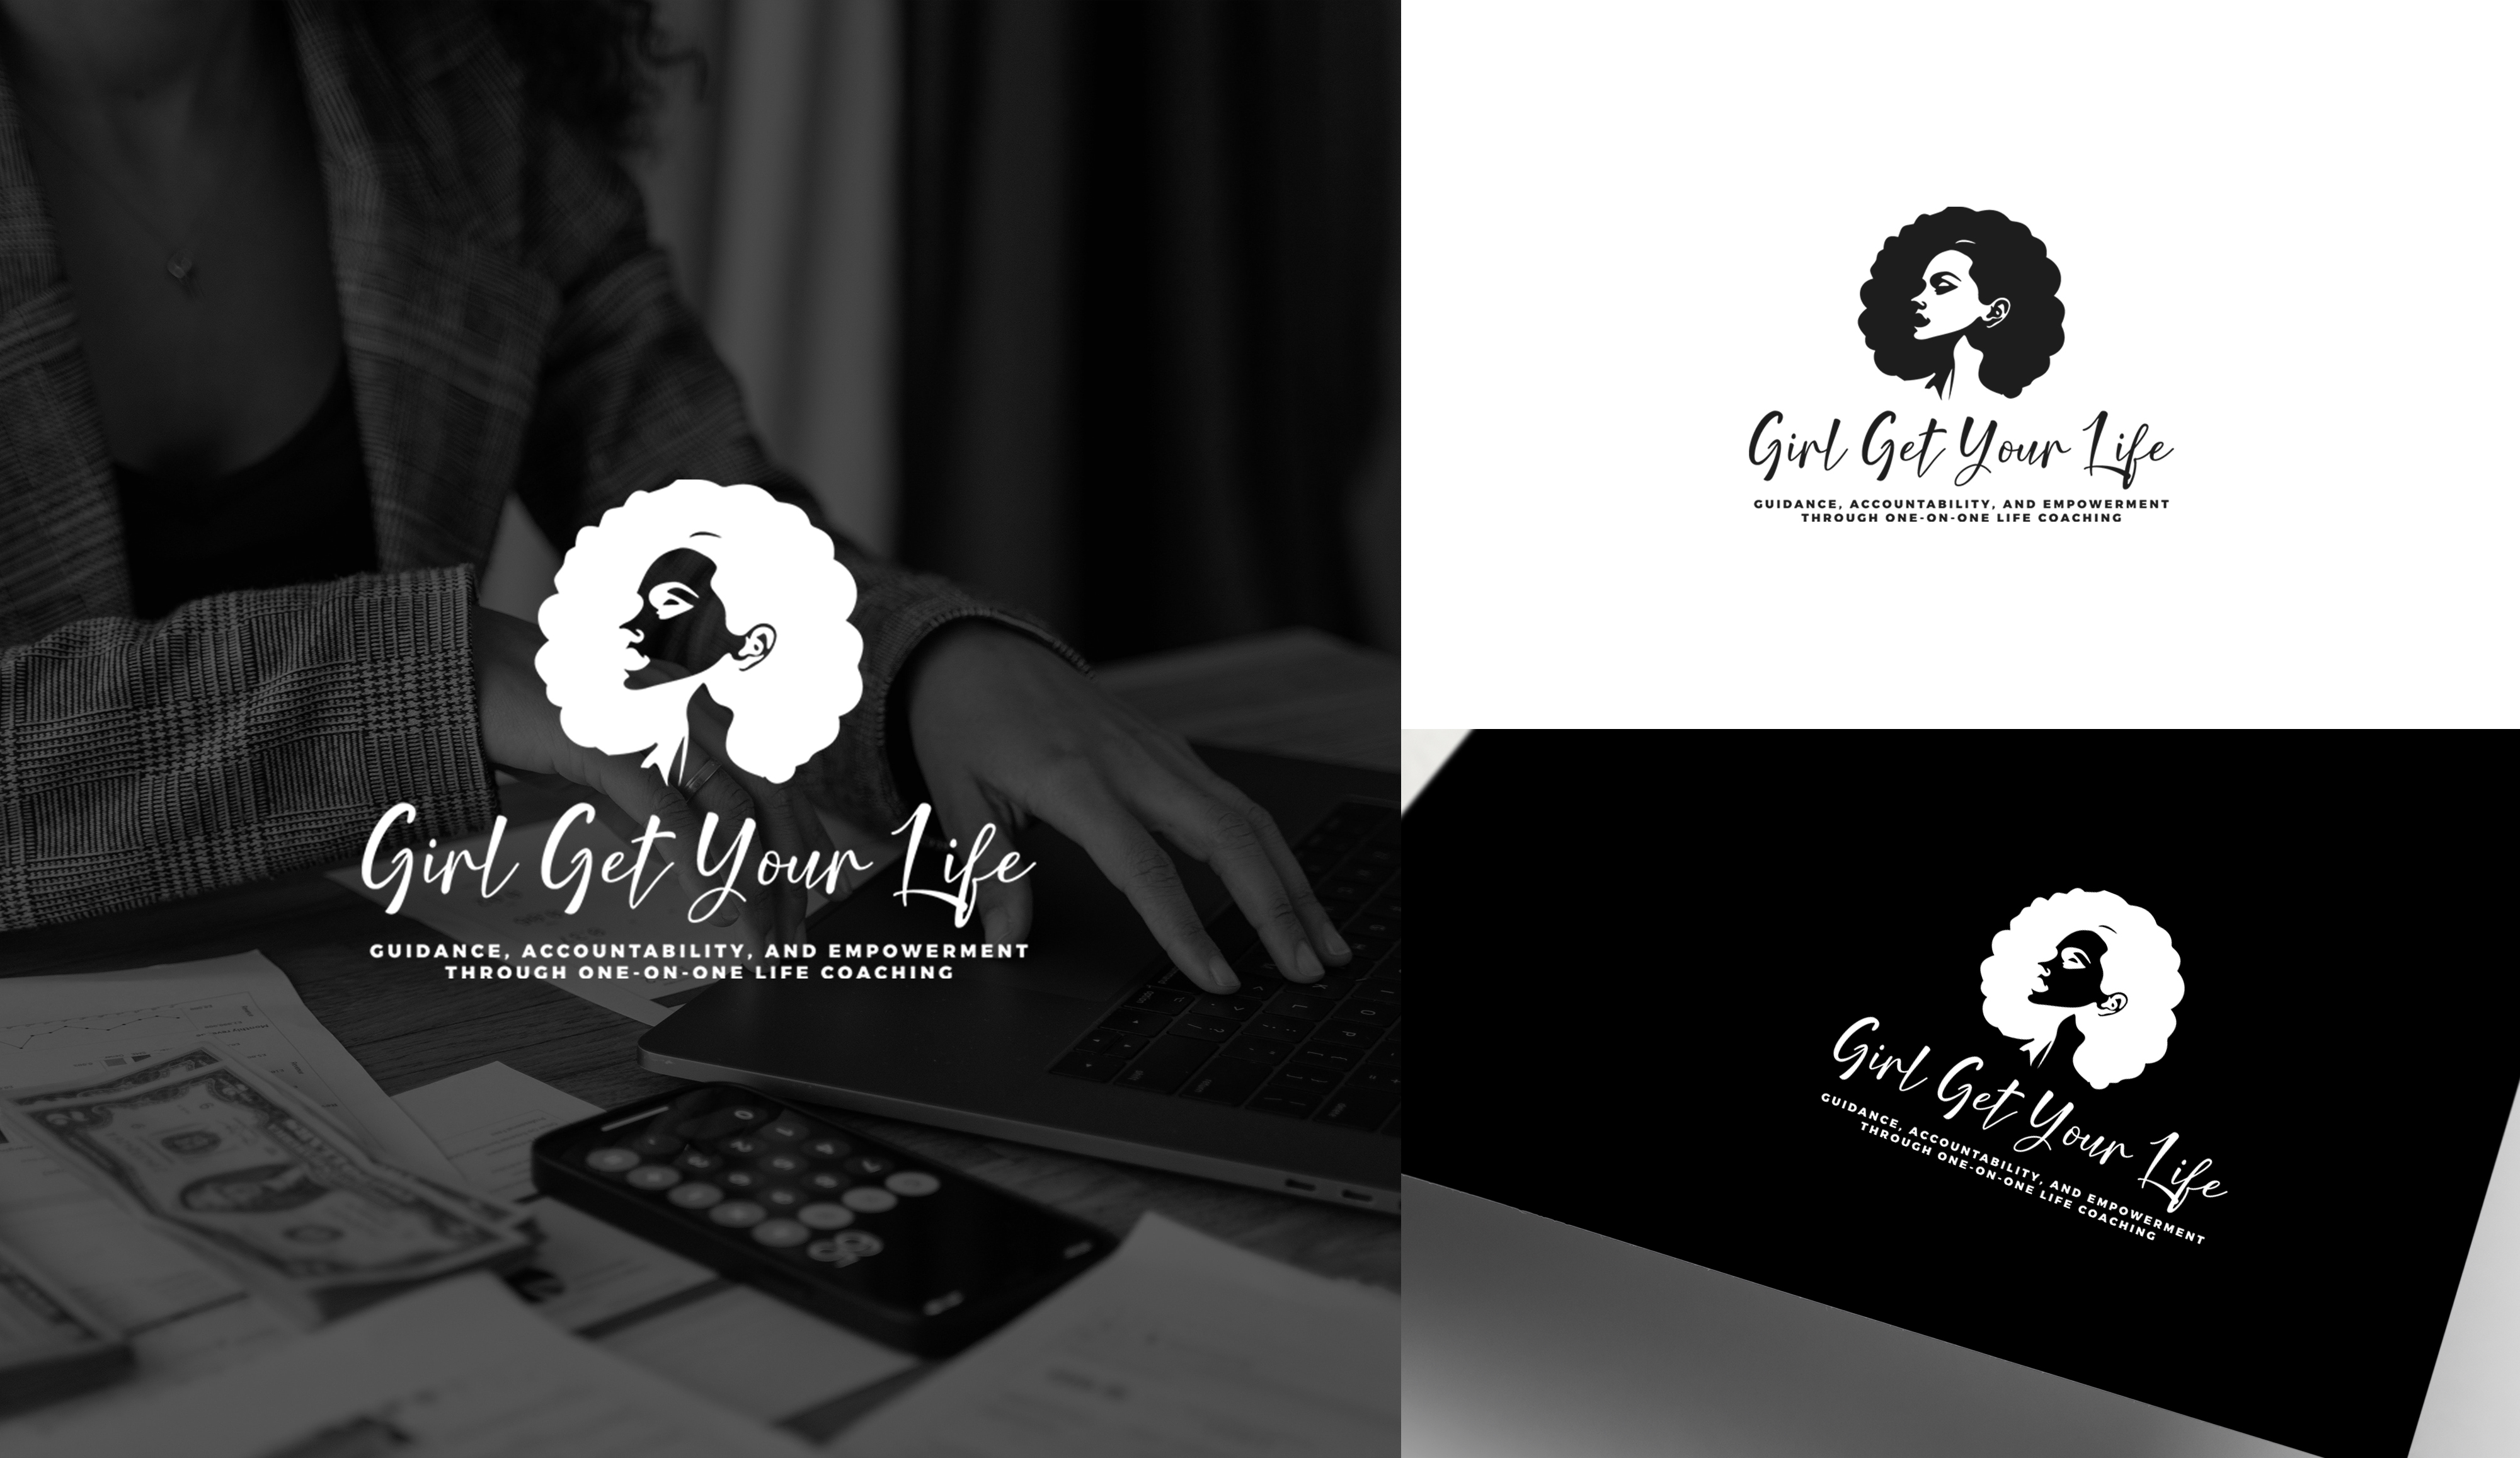 Girl Get Your Life
GUIDANCE, ACCOUNTABILITY, AND EMPOWERMENT
THROUGH ONE-ON-ONE LIFE COACHING
Girl Get Your Life
GUIDANCE, ACCOUNTABILITY, AND EMPOWERMENT
THROUGH ONE-ON-ONE LIFE COACHING
Girl Get Your Life
GUIDANCE, ACCOUNTABILITY, AND EMPOWERMENT
THROUGH ONE-ON-ONE LIFE COACHING